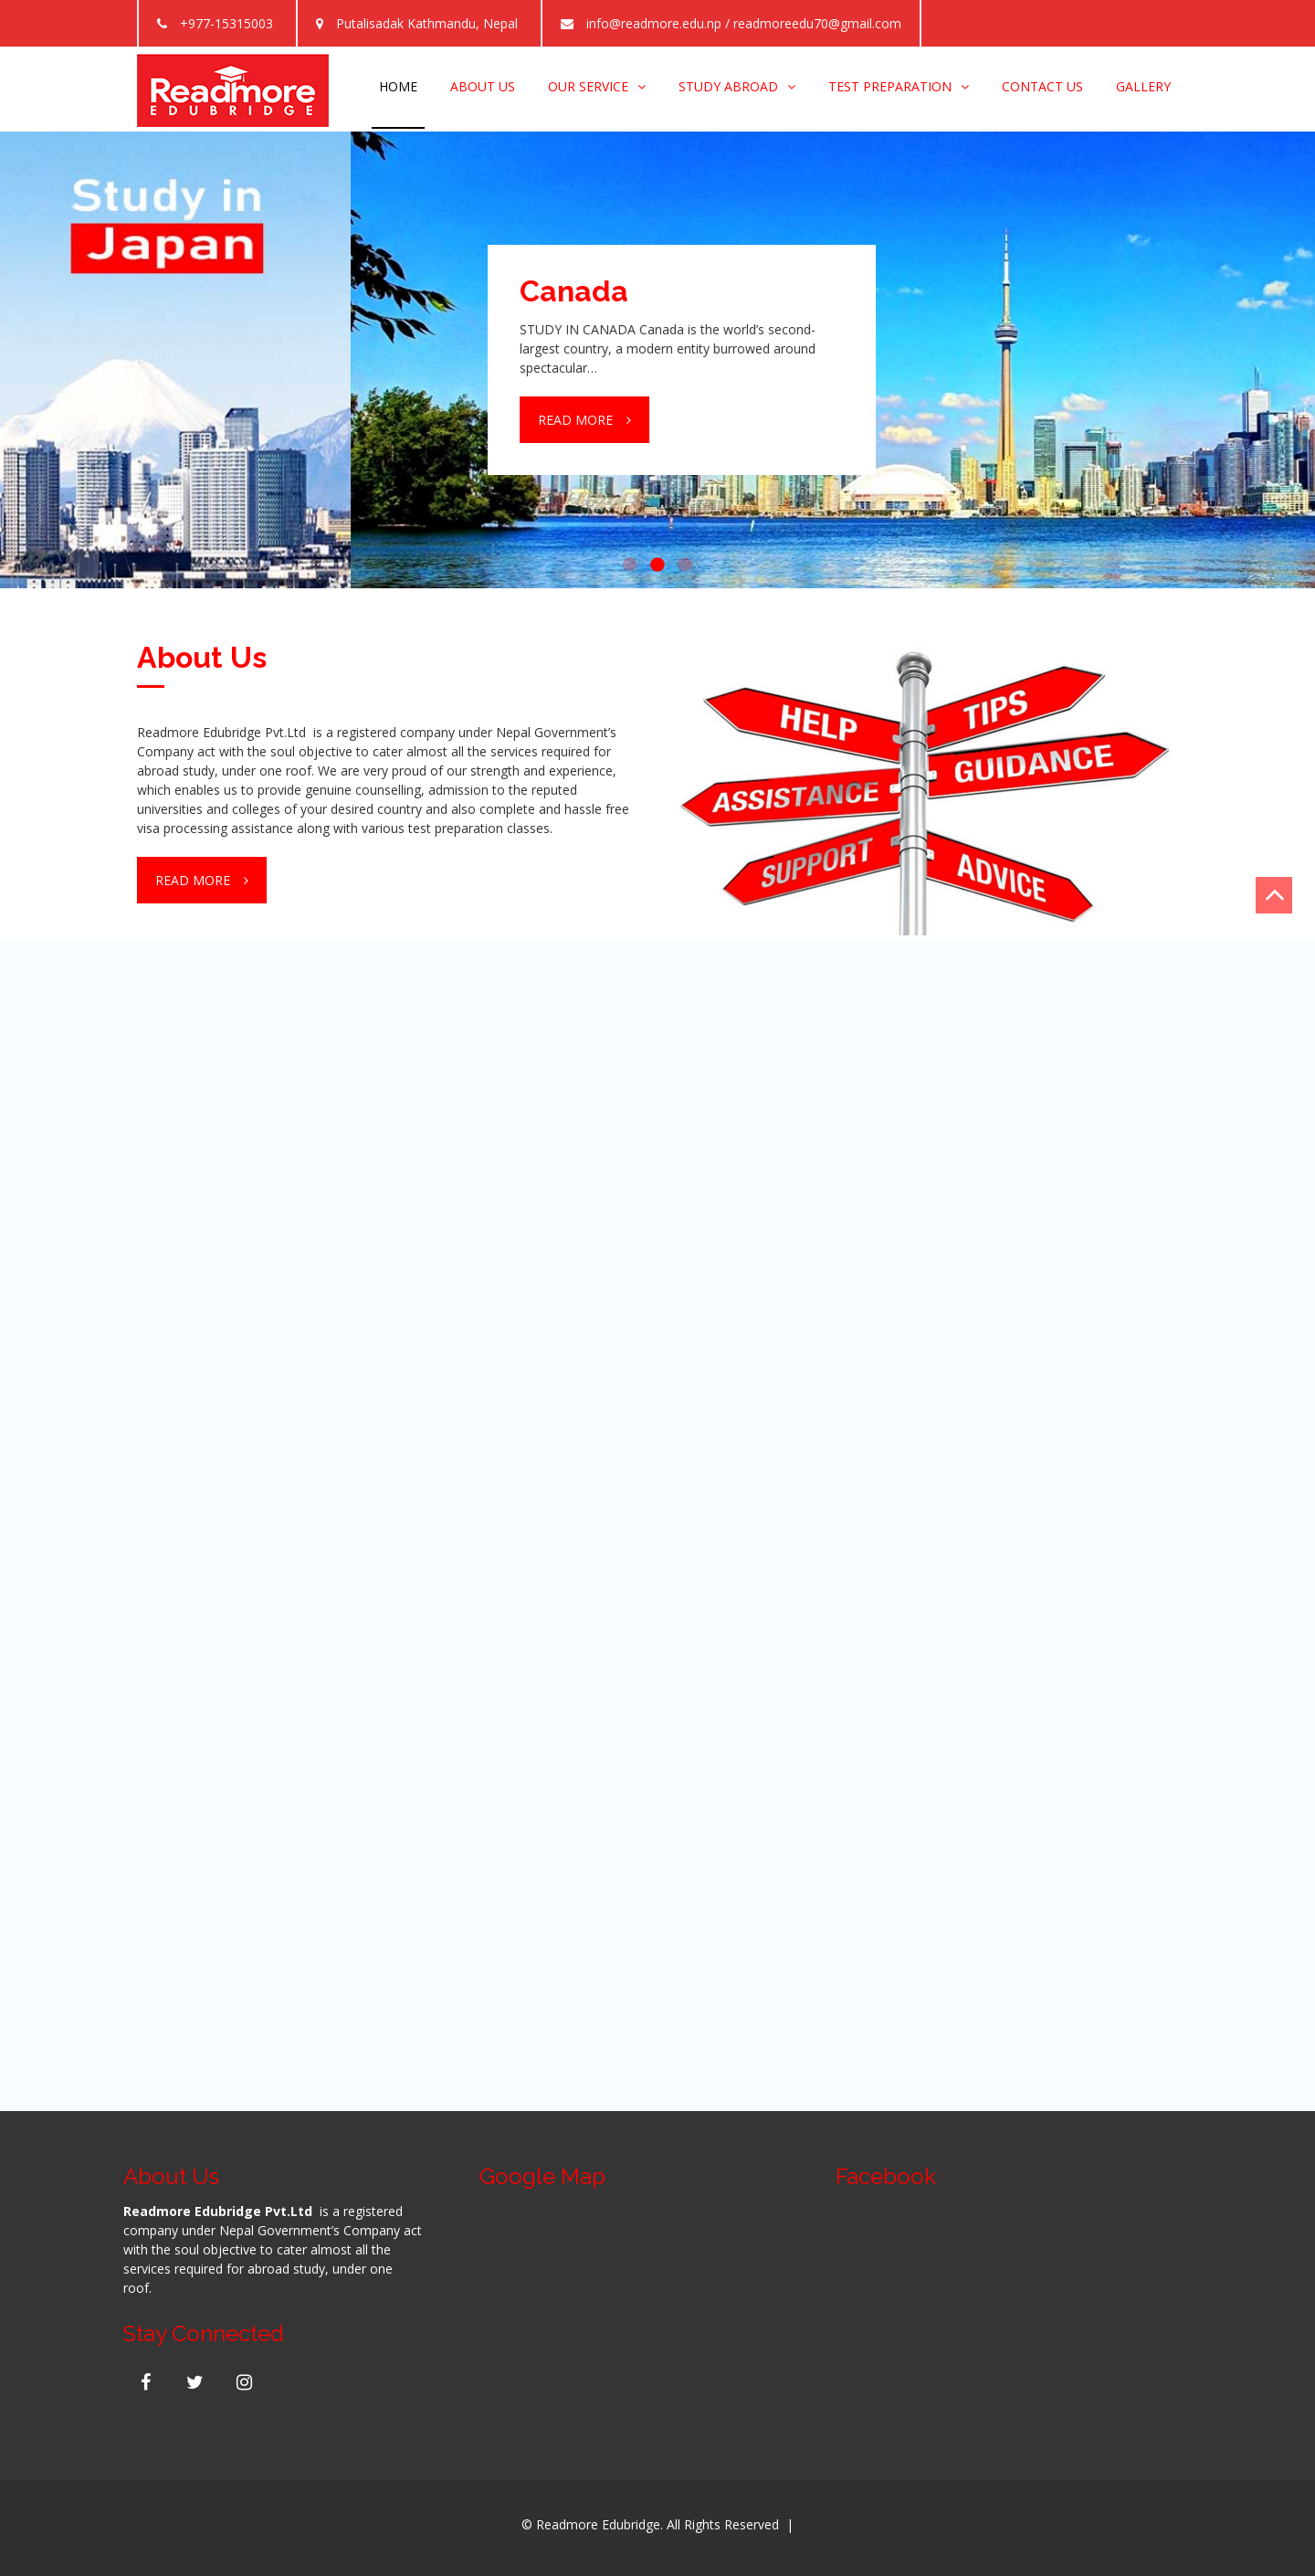 +977-15315003 Putalisadak Kathmandu, Nepal info@readmore.edu.np / readmoreedu70@gmail.com
Readmore
EDUBRIDGE
HOME ABOUT US OUR SERVICE STUDY ABROAD TEST PREPARATION CONTACT US GALLERY
Study in
Japan
Canada
STUDY IN CANADA Canada is the world’s second-
largest country, a modern entity burrowed around
spectacular…
READ MORE
About Us
Readmore Edubridge Pvt.Ltd  is a registered company under Nepal Government’s
Company act with the soul objective to cater almost all the services required for
abroad study, under one roof. We are very proud of our strength and experience,
which enables us to provide genuine counselling, admission to the reputed
universities and colleges of your desired country and also complete and hassle free
visa processing assistance along with various test preparation classes.
READ MORE
HELP
TIPS
ASSISTANCE
GUIDANCE
SUPPORT
ADVICE
About Us
Readmore Edubridge Pvt.Ltd  is a registered
company under Nepal Government’s Company act
with the soul objective to cater almost all the
services required for abroad study, under one
roof.
Stay Connected
Google Map
Facebook
© Readmore Edubridge. All Rights Reserved |